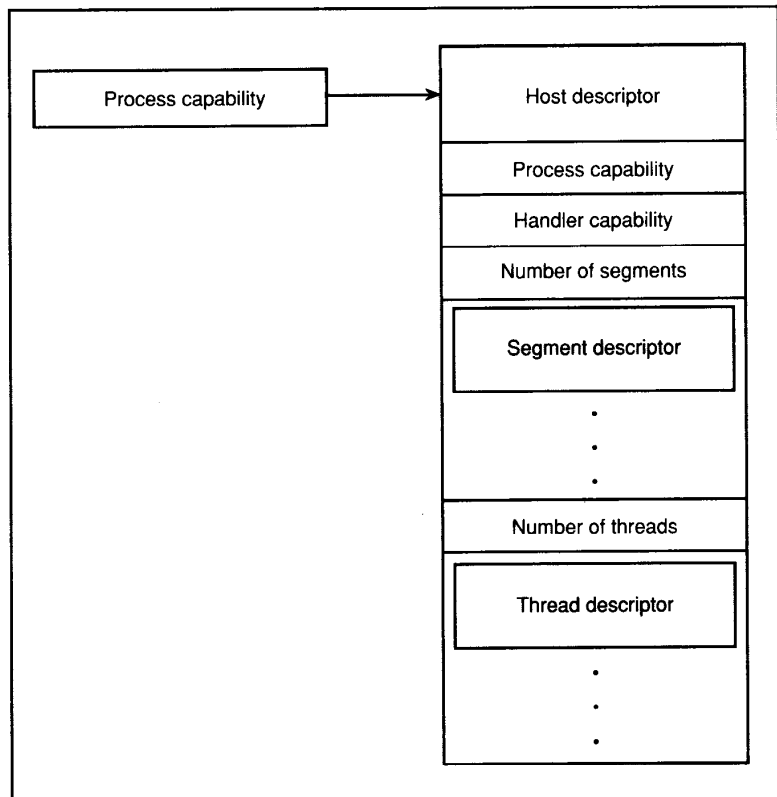 Process capability
Host descriptor
Process capability
Handler capability
Number of segments
Segment descriptor
Number of threads
Thread descriptor